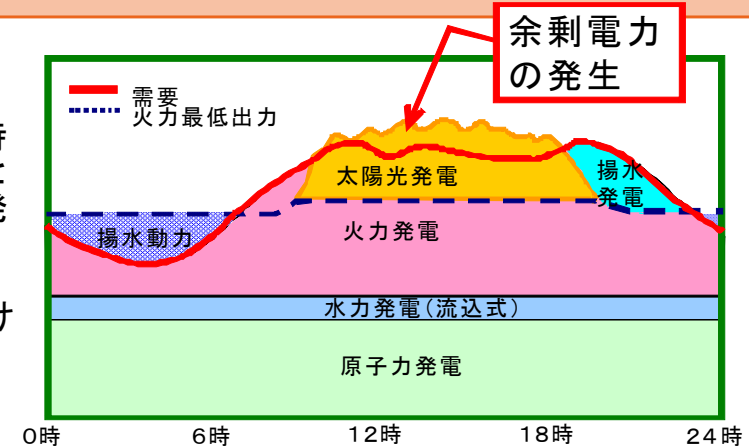 余剰電力
の発生
需要
火力最低出力
太陽光発電
揚水
発電
揚水動力
火力発電
水力発電(流込式)
原子力発電
0時
6時
12時
18時
24時
時
発
け